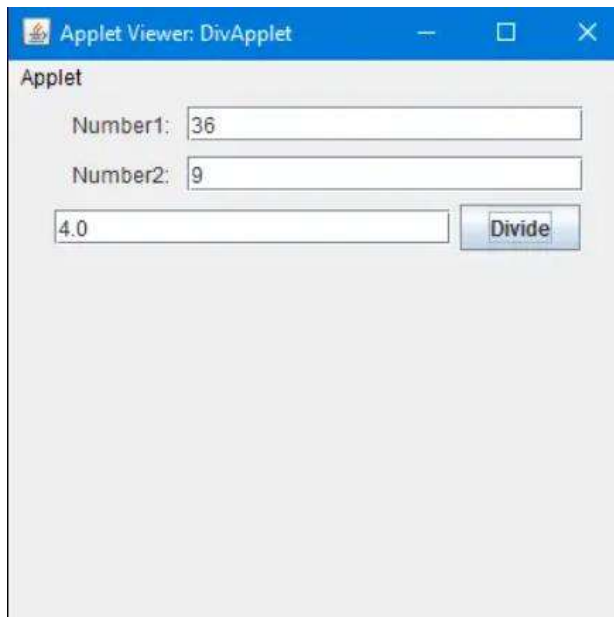 Applet Viewer: DivApplet
Applet
Number1: 36
Number2: 9
4.0 Divide